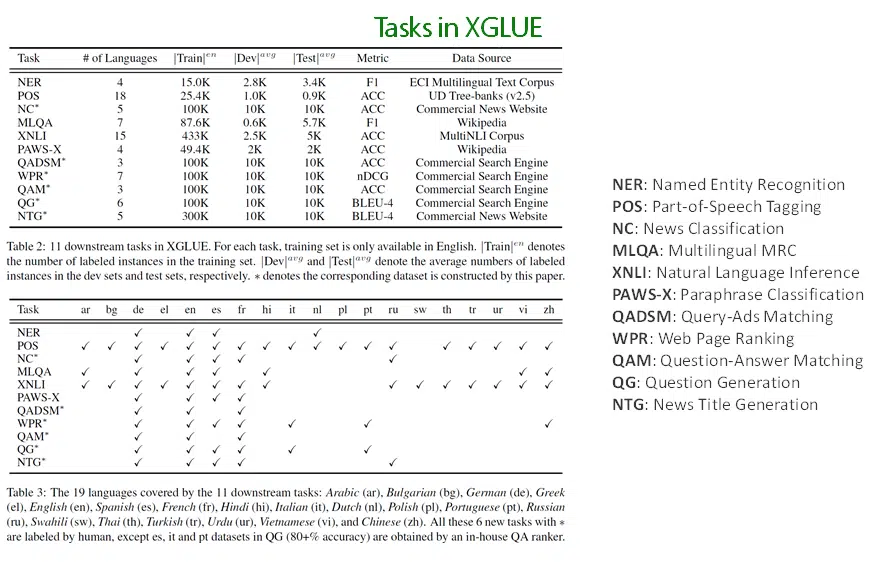 Tasks in XGLUE
Task # of Languages |Train|^en |Dev|^avg |Test|^avg Metric Data Source
NER 4 15.0K 2.8K 3.4K F1 ECI Multilingual Text Corpus
POS 18 25.4K 1.0K 0.9K ACC UD Tree-banks (v2.5)
NC* 5 100K 10K 10K ACC Commercial News Website
MLQA 7 87.6K 0.6K 5.7K F1 Wikipedia
XNLI 15 433K 2.5K 5K ACC MultiNLI Corpus
PAWS-X 4 49.4K 2K 2K ACC Wikipedia
QADSM* 3 100K 10K 10K ACC Commercial Search Engine
WPR* 7 100K 10K 10K nDCG Commercial Search Engine
QAM* 3 100K 10K 10K ACC Commercial Search Engine
QG* 6 100K 10K 10K BLEU-4 Commercial Search Engine
NTG* 5 300K 10K 10K BLEU-4 Commercial News Website
Table 2: 11 downstream tasks in XGLUE. For each task, training set is only available in English. |Train|^en denotes
the number of labeled instances in the training set. |Dev|^avg and |Test|^avg denote the average numbers of labeled
instances in the dev sets and test sets, respectively. * denotes the corresponding dataset is constructed by this paper.
Task ar bg de el en es fr hi it nl pl pt ru sw th tr ur vi zh
NER ✓ ✓ ✓ ✓
POS ✓ ✓ ✓ ✓ ✓ ✓ ✓ ✓ ✓ ✓ ✓ ✓ ✓ ✓ ✓ ✓ ✓ ✓
NC* ✓ ✓ ✓ ✓ ✓
MLQA ✓ ✓ ✓ ✓ ✓ ✓ ✓
XNLI ✓ ✓ ✓ ✓ ✓ ✓ ✓ ✓ ✓ ✓ ✓ ✓ ✓ ✓ ✓
PAWS-X ✓ ✓ ✓ ✓
QADSM* ✓ ✓ ✓
WPR* ✓ ✓ ✓ ✓ ✓ ✓ ✓
QAM* ✓ ✓ ✓
QG* ✓ ✓ ✓ ✓ ✓ ✓
NTG* ✓ ✓ ✓ ✓ ✓
Table 3: The 19 languages covered by the 11 downstream tasks: Arabic (ar), Bulgarian (bg), German (de), Greek
(el), English (en), Spanish (es), French (fr), Hindi (hi), Italian (it), Dutch (nl), Polish (pl), Portuguese (pt), Russian
(ru), Swahili (sw), Thai (th), Turkish (tr), Urdu (ur), Vietnamese (vi), and Chinese (zh). All these 6 new tasks with *
are labeled by human, except es, it and pt datasets in QG (80+% accuracy) are obtained by an in-house QA ranker.
NER: Named Entity Recognition
POS: Part-of-Speech Tagging
NC: News Classification
MLQA: Multilingual MRC
XNLI: Natural Language Inference
PAWS-X: Paraphrase Classification
QADSM: Query-Ads Matching
WPR: Web Page Ranking
QAM: Question-Answer Matching
QG: Question Generation
NTG: News Title Generation